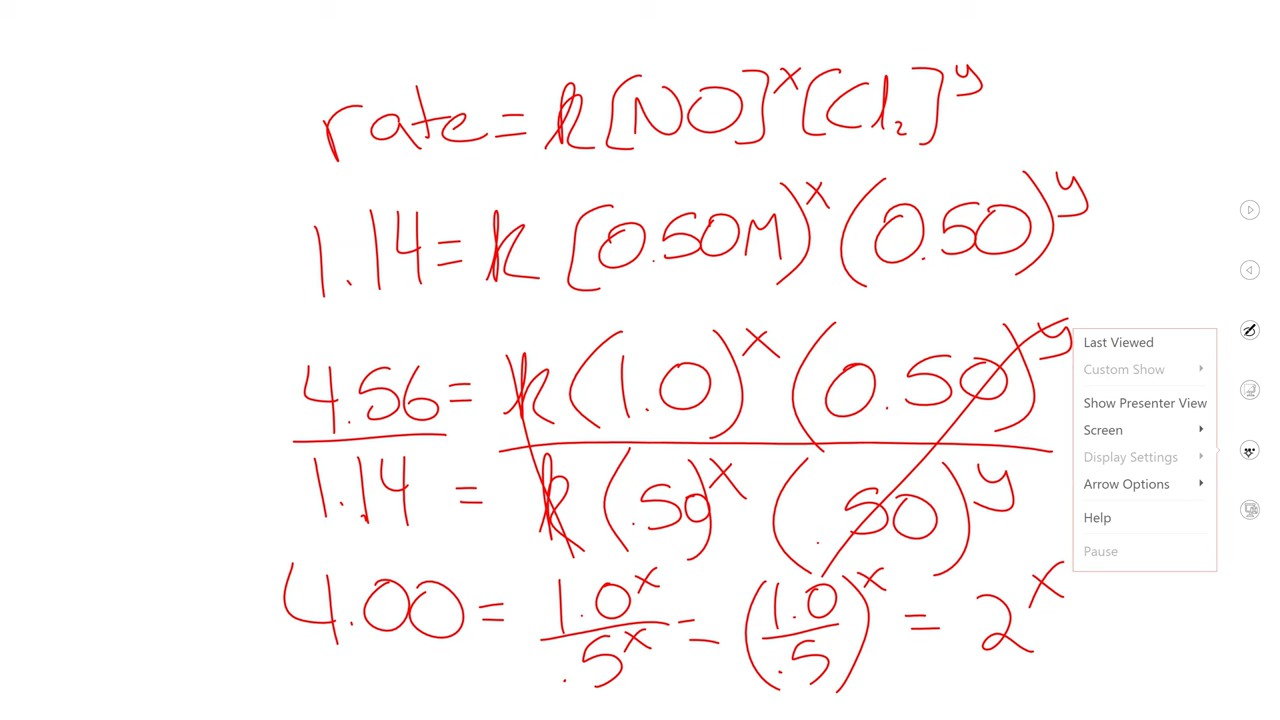 rate = k[NO]^x [Cl₂]^y
1.14 = k [0.50M)^x (0.50)^y
4.56 = k(1.0)^x (0.50)^y
1.14 = k(.50)^x (.50)^y
4.00 = 1.0^x / .5^x = (1.0 / .5)^x = 2^x
Last Viewed
Custom Show
Show Presenter View
Screen
Display Settings
Arrow Options
Help
Pause